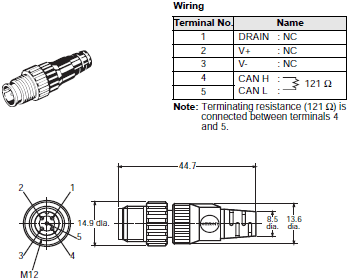 Wiring
Terminal No. Name
1 DRAIN : NC
2 V+ : NC
3 V- : NC
4 CAN H :
5 CAN L :
121 Ω
Note: Terminating resistance (121 Ω) is
connected between terminals 4
and 5.
44.7
2 1
14.9 dia.
5
3 4
M12
8.5
dia.
13.6
dia.